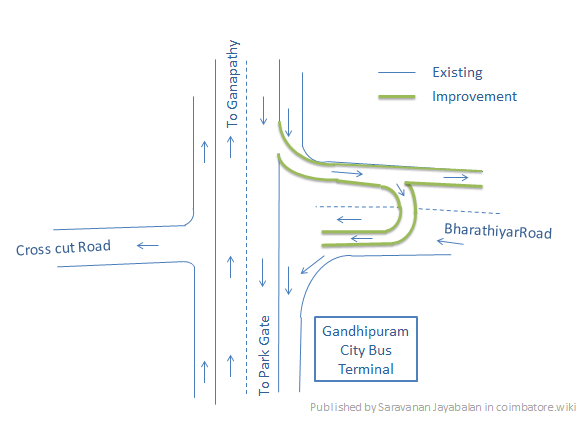 To Ganapathy
Existing
Improvement
Cross cut Road
BharathiyarRoad
To Park Gate
Gandhipuram
City Bus
Terminal
Published by Saravanan Jayabalan in coimbatore.wiki